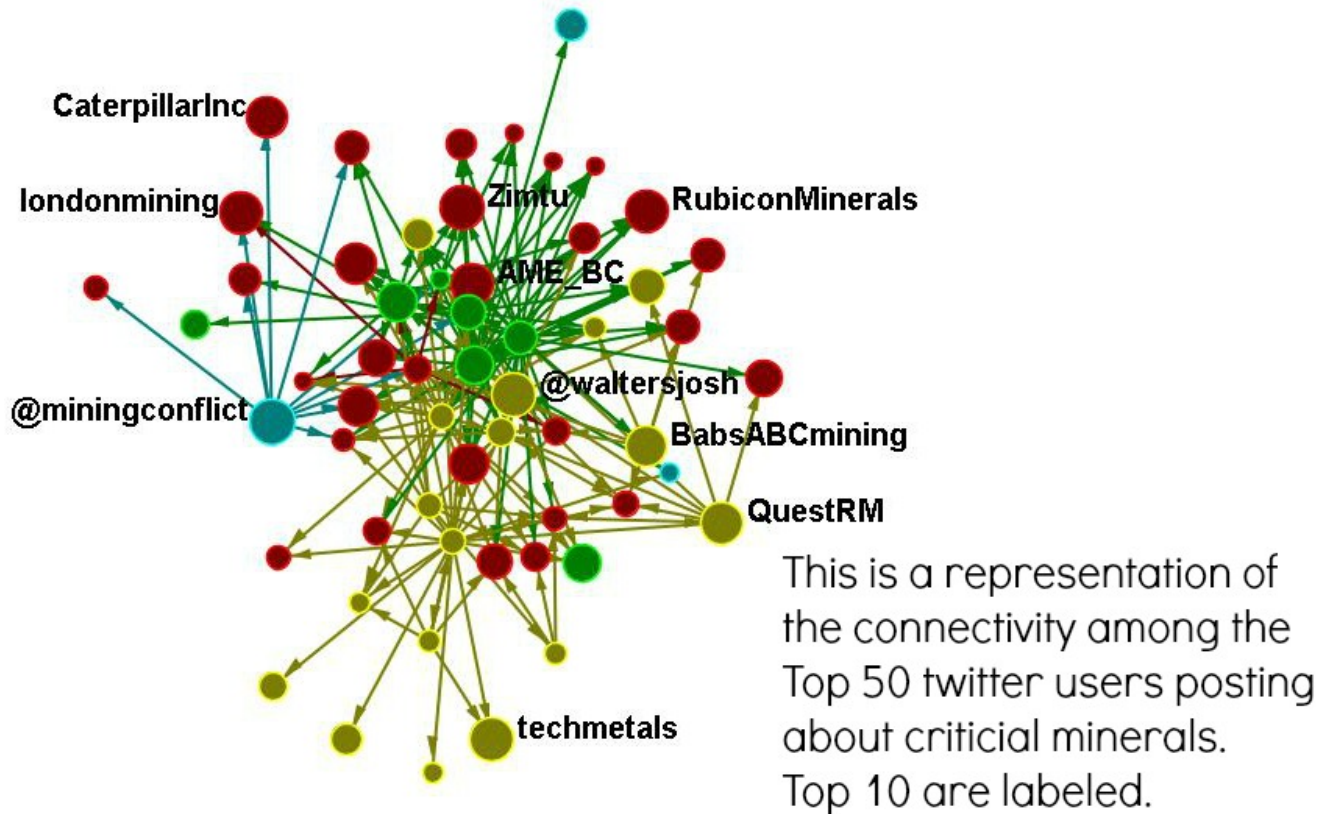 CaterpillarInc
londonmining
Zimtu
RubiconMinerals
AME_BC
@waltersjosh
@miningconflict
BabsABCmining
QuestRM
techmetals
This is a representation of
the connectivity among the
Top 50 twitter users posting
about criticial minerals.
Top 10 are labeled.